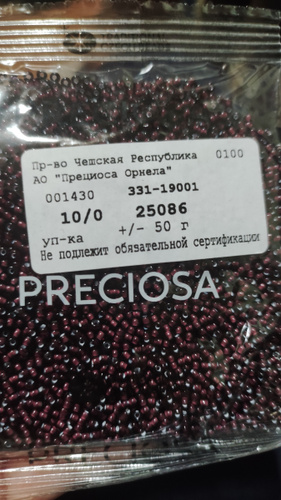 Пр-во Чешская Республика 0100
АО "Прециоса Орнела"
001430 331-19001
10/0 25086
уп-ка +/- 50 г
Не подлежит обязательной сертификации
PRECIOSA